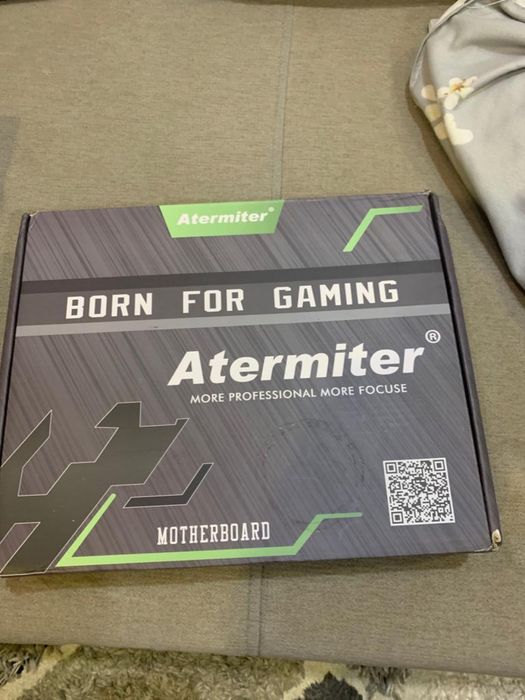 Atermiter®
BORN FOR GAMING
Atermiter®
MORE PROFESSIONAL MORE FOCUSE
MOTHERBOARD